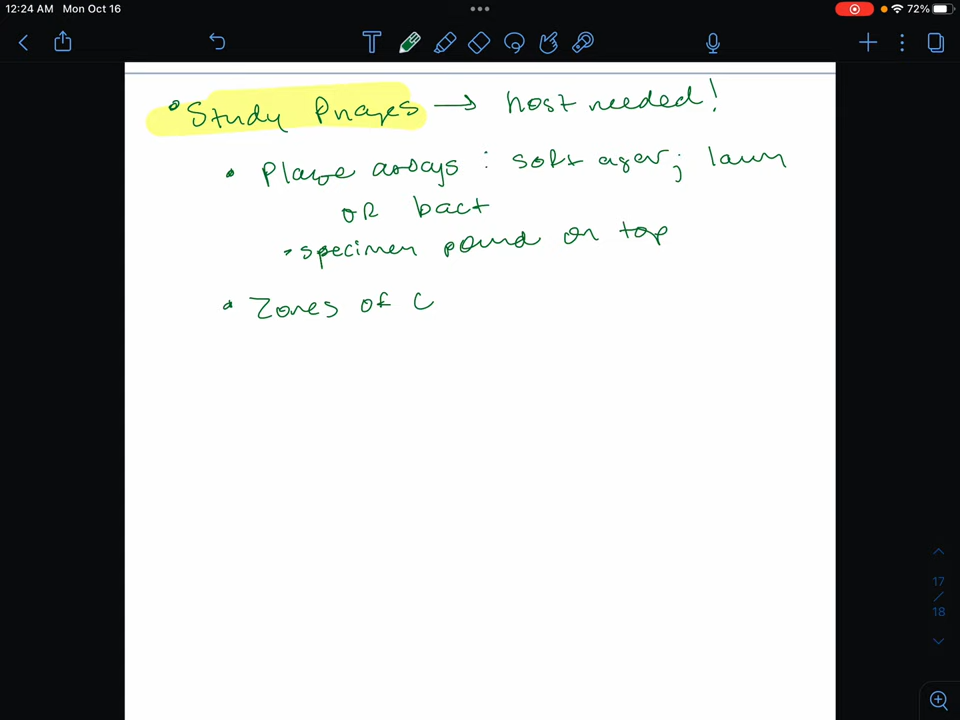 12:24 AM Mon Oct 16
72%
• Study Phages → host needed!
• Plaque assays : soft agar; lawn
OR bact
• specimen pound on top
• Zones of C
17
/
18